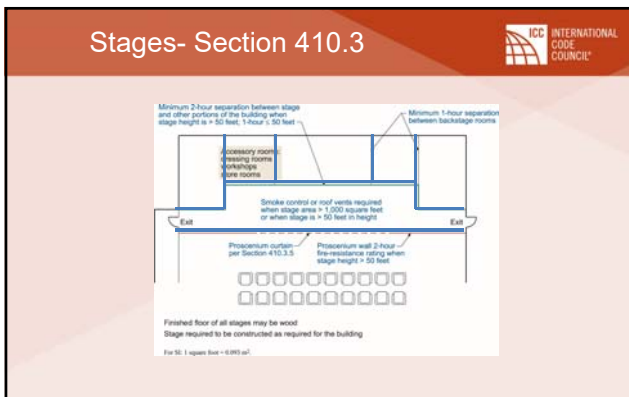 Stages- Section 410.3
ICC INTERNATIONAL
CODE
COUNCIL®
Minimum 2-hour separation between stage
and other portions of the building when
stage height is > 50 feet; 1-hour ≤ 50 feet
Minimum 1-hour separation
between backstage rooms
Accessory rooms:
dressing rooms
workshops
store rooms
Smoke control or roof vents required
when stage area > 1,000 square feet
or when stage is > 50 feet in height
Exit
Exit
Proscenium curtain
per Section 410.3.5
Proscenium wall 2-hour
fire-resistance rating when
stage height > 50 feet
Finished floor of all stages may be wood
Stage required to be constructed as required for the building
For SI: 1 square foot = 0.093 m².